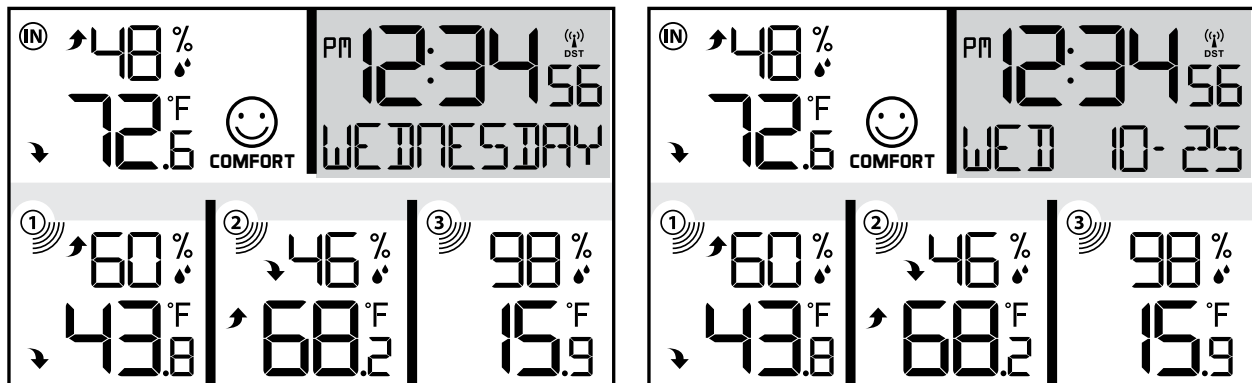 IN 48 %
72.6 °F
COMFORT
PM 12:34 56
DST
WEDNESDAY
1
60 %
43.8 °F
2
46 %
68.2 °F
3
98 %
15.9 °F
IN 48 %
72.6 °F
COMFORT
PM 12:34 56
DST
WED 10-25
1
60 %
43.8 °F
2
46 %
68.2 °F
3
98 %
15.9 °F